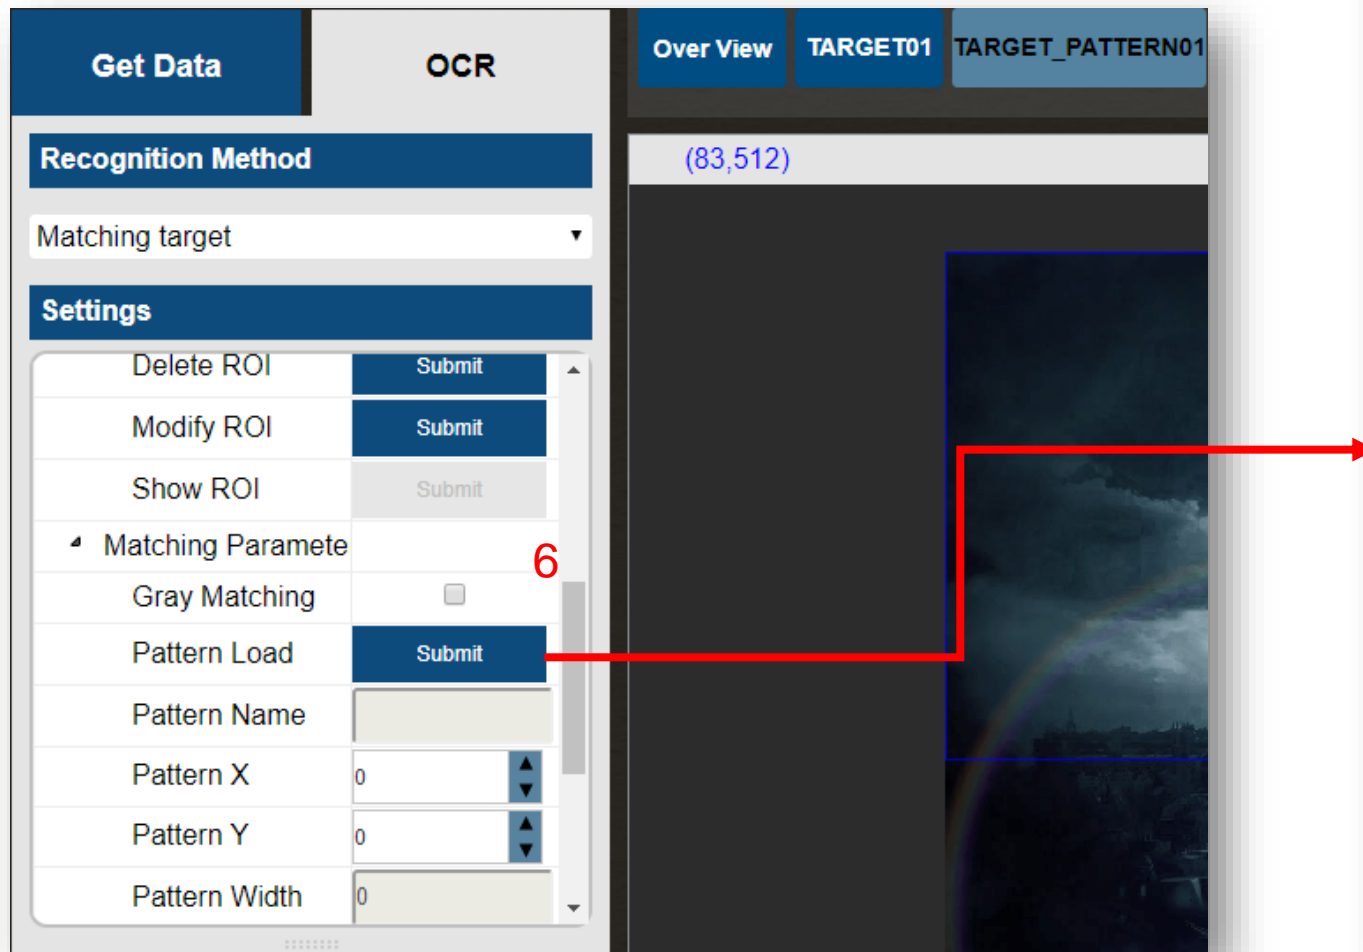 Get Data
OCR
Over View
TARGET01
TARGET_PATTERN01
Recognition Method
(83,512)
Matching target
Settings
Delete ROI
Submit
Modify ROI
Submit
Show ROI
Submit
Matching Paramete
6
Gray Matching
Pattern Load
Submit
Pattern Name
Pattern X
0
Pattern Y
0
Pattern Width
0